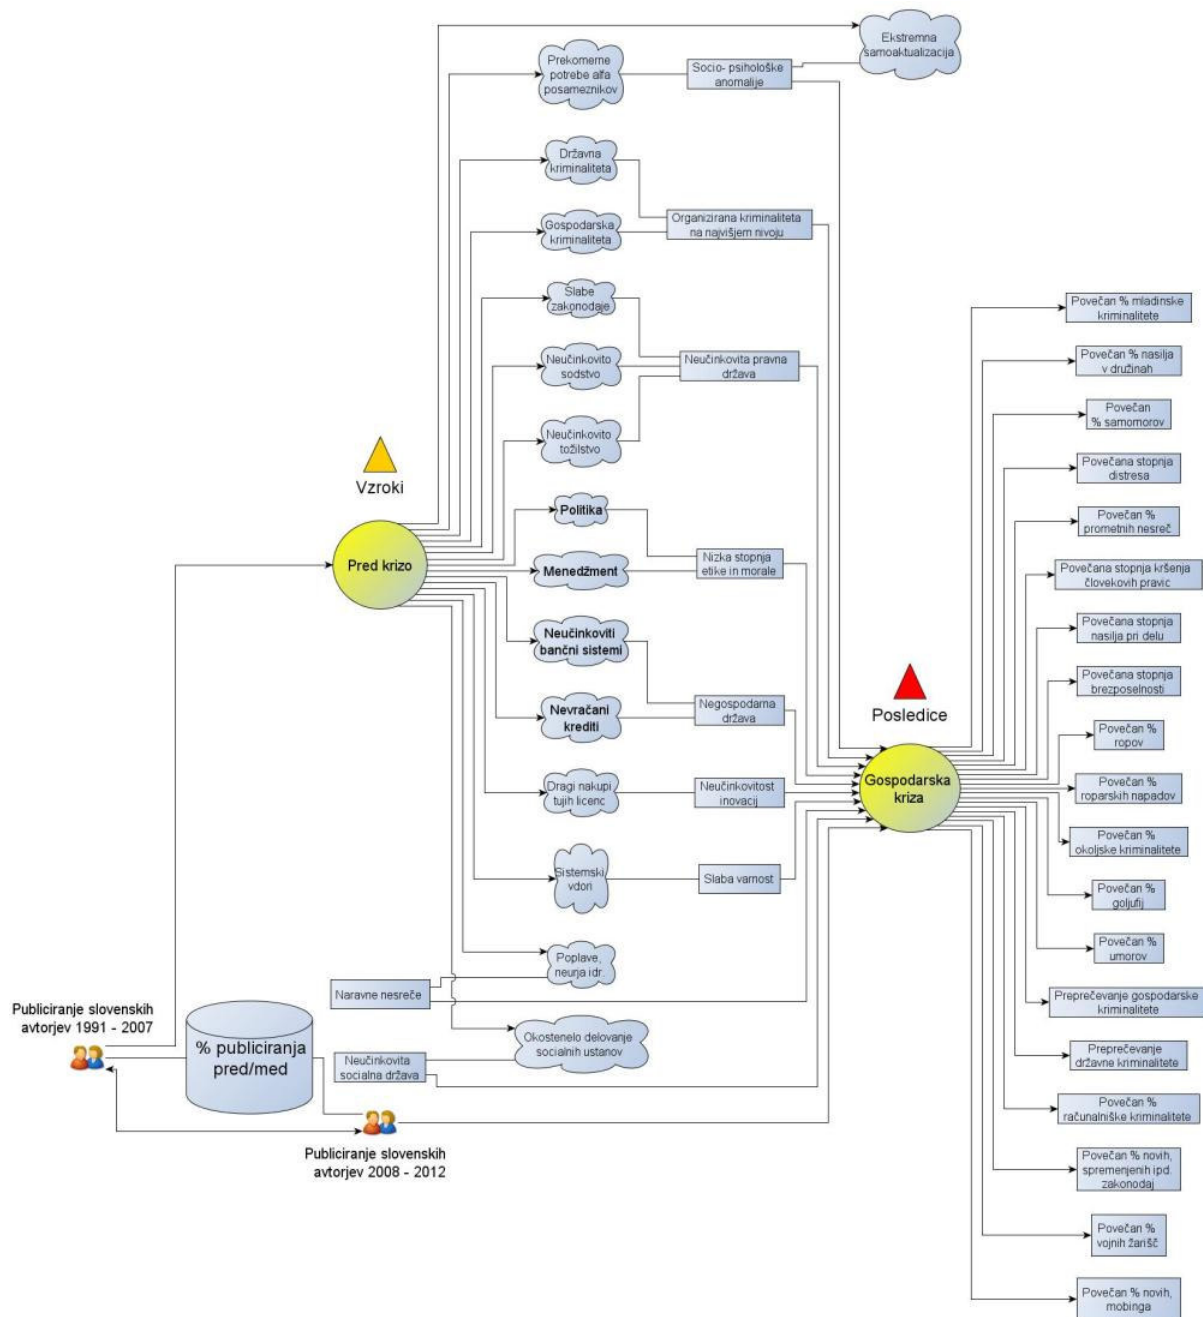 Ekstremna
samoaktualizacija
Prekomerne
potrebe alfa
posameznikov
Socio- psihološke
anomalije
Državna
kriminaliteta
Gospodarska
kriminaliteta
Organizirana kriminaliteta
na najvišjem nivoju
Slabe
zakonodaje
Neučinkovito
sodstvo
Neučinkovita pravna
država
Neučinkovito
tožilstvo
Vzroki
Pred krizo
Politika
Menedžment
Nizka stopnja
etike in morale
Neučinkoviti
bančni sistemi
Nevračani
krediti
Negospodarna
država
Dragi nakupi
tujih licenc
Neučinkovitost
inovacij
Sistemski
vdori
Slaba varnost
Poplave,
neurja idr.
Naravne nesreče
Okostenelo delovanje
socialnih ustanov
Neučinkovita
socialna država
Publiciranje slovenskih
avtorjev 1991 - 2007
% publiciranja
pred/med
Publiciranje slovenskih
avtorjev 2008 - 2012
Posledice
Gospodarska
kriza
Povečan % mladinske
kriminalitete
Povečan % nasilja
v družinah
Povečan
% samomorov
Povečana stopnja
distresa
Povečan %
prometnih nesreč
Povečana stopnja kršenja
človekovih pravic
Povečana stopnja
nasilja pri delu
Povečana stopnja
brezposelnosti
Povečan %
ropov
Povečan %
roparskih napadov
Povečan %
okoljske kriminalitete
Povečan %
goljufij
Povečan %
umorov
Preprečevanje gospodarske
kriminalitete
Preprečevanje
državne kriminalitete
Povečan %
računalniške kriminalitete
Povečan % novih,
spremenjenih ipd.
zakonodaj
Povečan %
vojnih žarišč
Povečan % novih,
mobinga